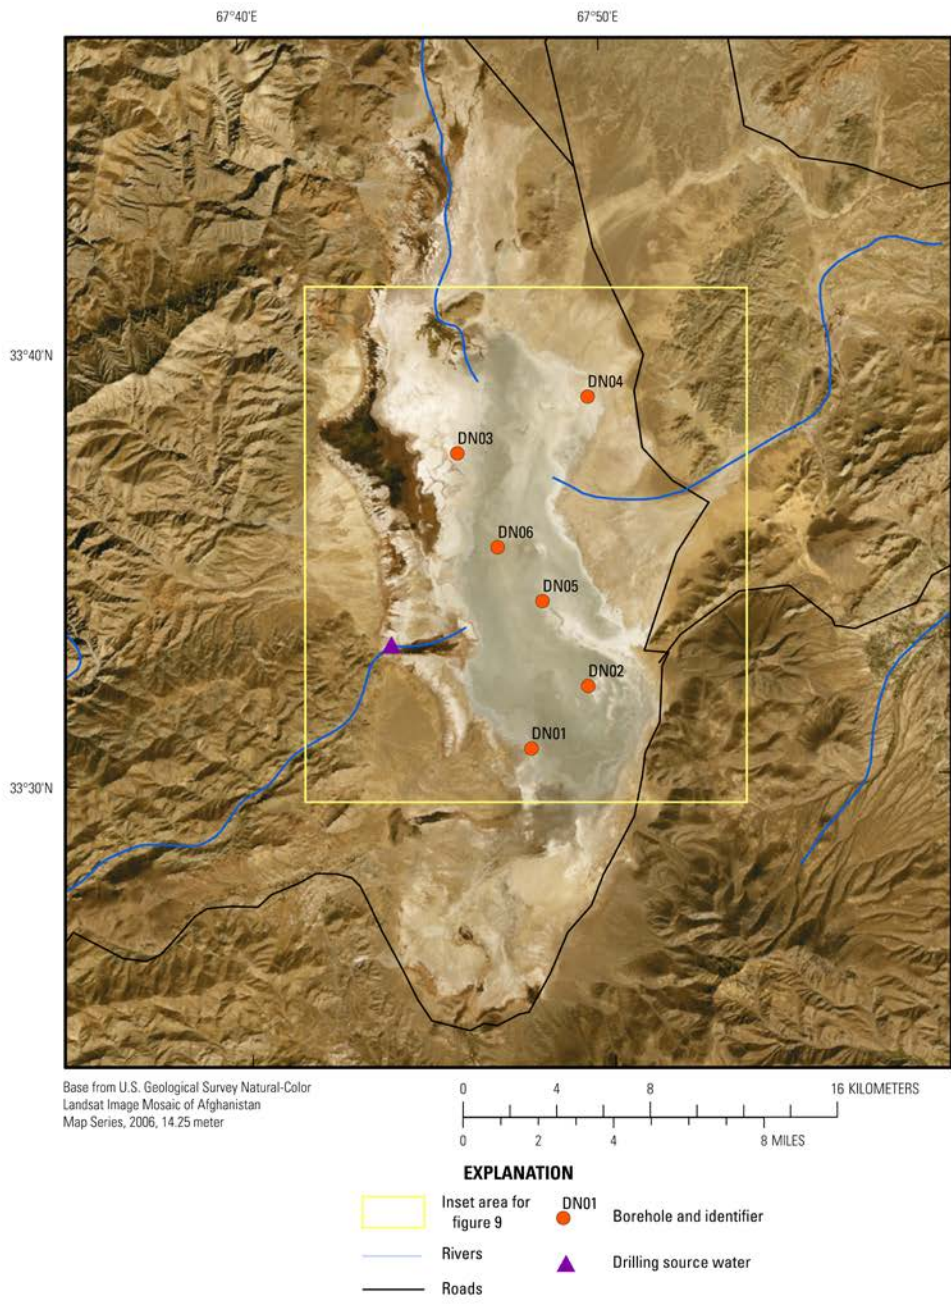 67°40'E
67°50'E
33°40'N
DN04
DN03
DN06
DN05
DN02
DN01
33°30'N
Base from U.S. Geological Survey Natural-Color
Landsat Image Mosaic of Afghanistan
Map Series, 2006, 14.25 meter
0 4 8 16 KILOMETERS
0 2 4 8 MILES
EXPLANATION
Inset area for
figure 9
DN01
Borehole and identifier
Rivers
Drilling source water
Roads